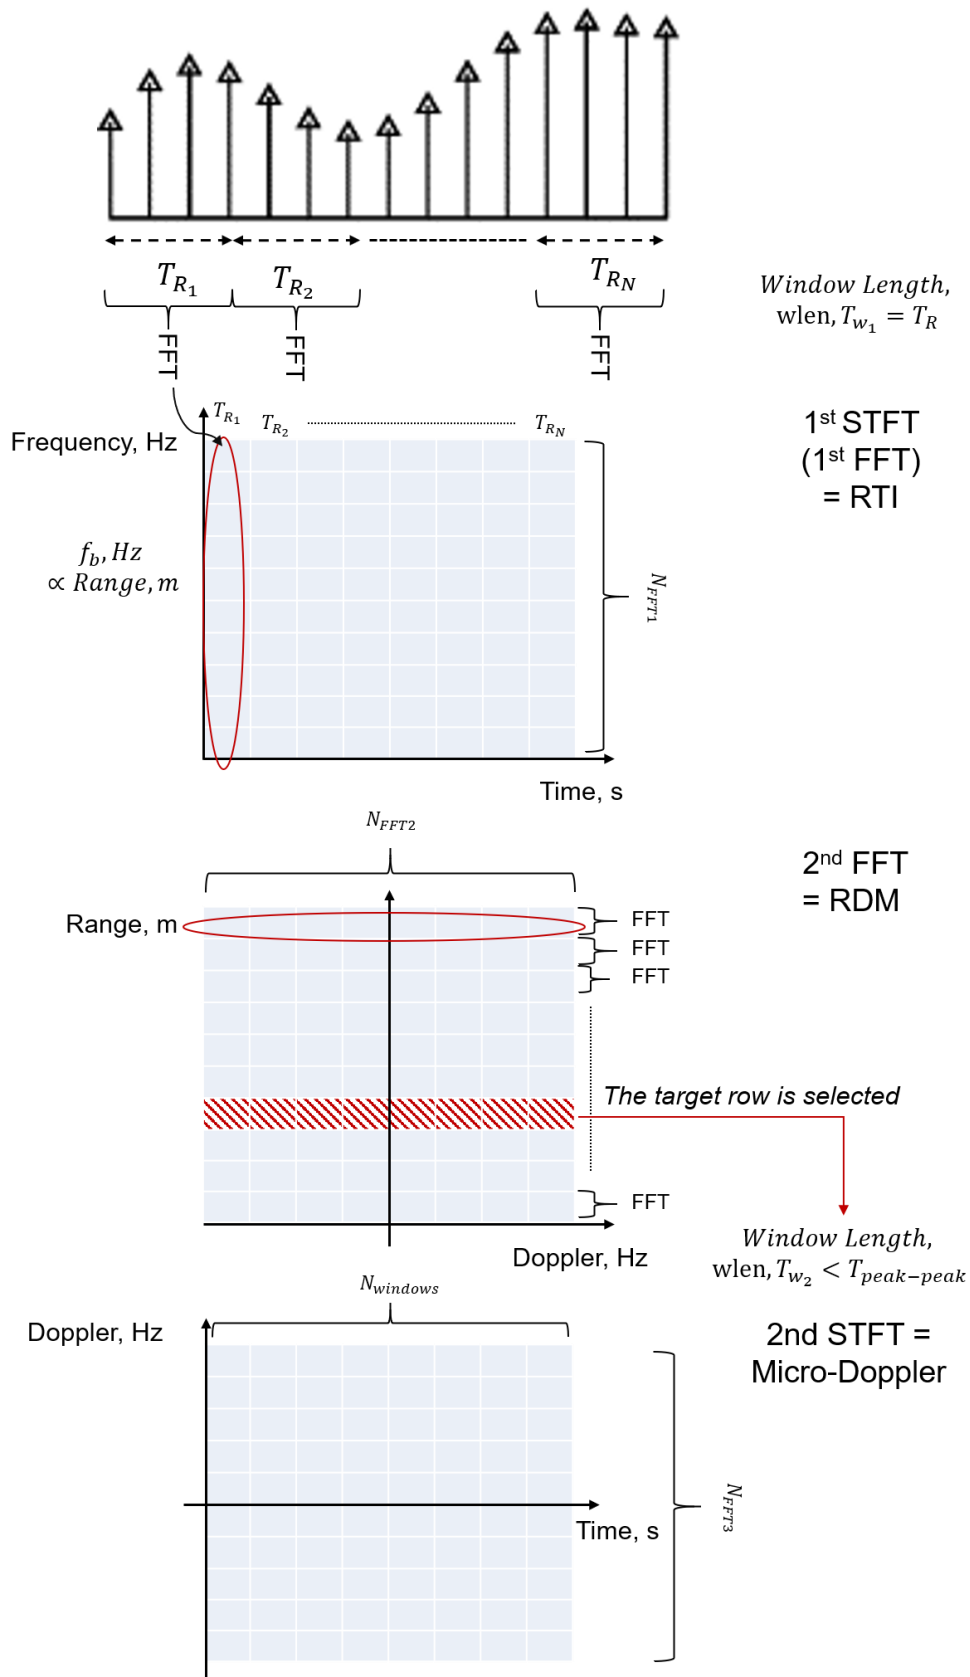 T_{R_1}
T_{R_2}
T_{R_N}
Window Length,
wlen, T_{w_1} = T_R
FFT
FFT
FFT
T_{R_1}
T_{R_2}
T_{R_N}
Frequency, Hz
1st STFT
(1st FFT)
= RTI
f_b, Hz
∝ Range, m
N_{FFT1}
Time, s
N_{FFT2}
2nd FFT
= RDM
Range, m
FFT
FFT
FFT
The target row is selected
FFT
Doppler, Hz
Window Length,
wlen, T_{w_2} < T_{peak-peak}
N_{windows}
Doppler, Hz
2nd STFT =
Micro-Doppler
N_{FFT3}
Time, s